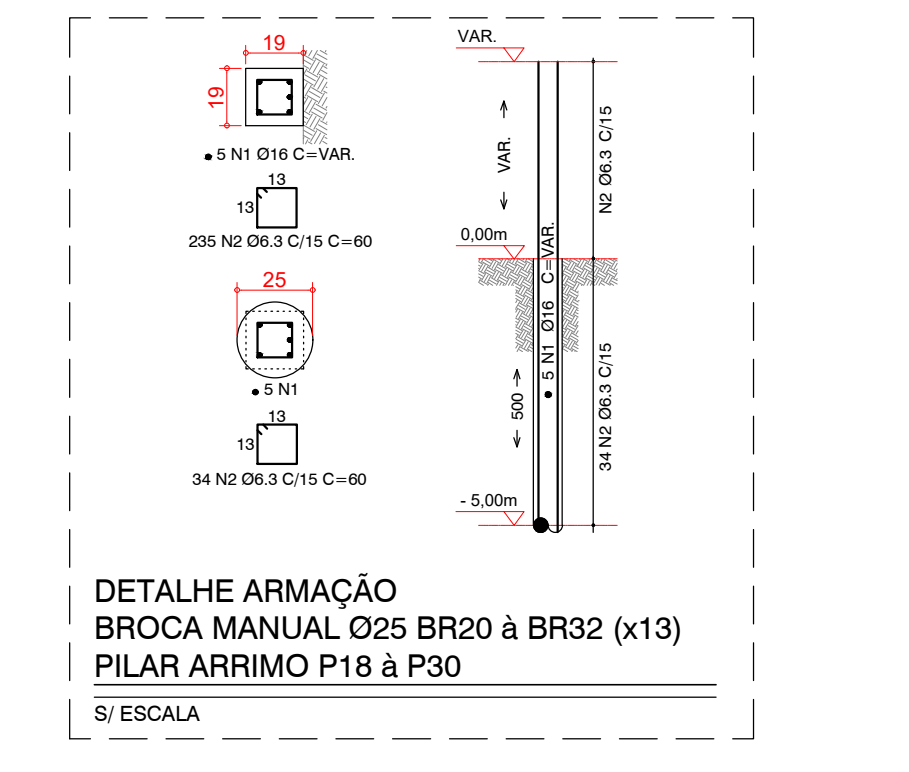 19
19
5 N1 Ø16 C=VAR.
13
13
235 N2 Ø6.3 C/15 C=60
25
5 N1
13
13
34 N2 Ø6.3 C/15 C=60
VAR.
VAR.
N2 Ø6.3 C/15
0,00m
5 N1 Ø16 C=VAR.
500
34 N2 Ø6.3 C/15
- 5,00m
DETALHE ARMAÇÃO
BROCA MANUAL Ø25 BR20 à BR32 (x13)
PILAR ARRIMO P18 à P30
S/ ESCALA